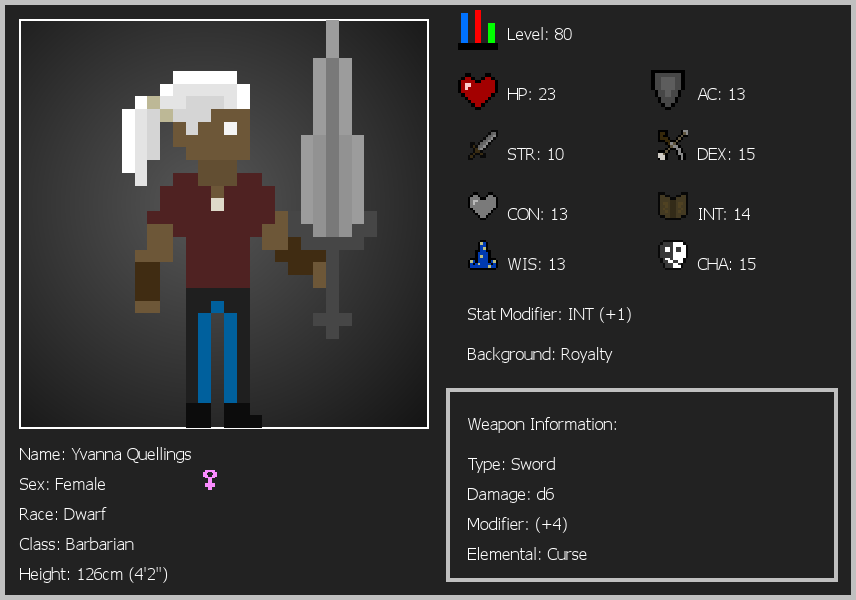 Level: 80
HP: 23
AC: 13
STR: 10
DEX: 15
CON: 13
INT: 14
WIS: 13
CHA: 15
Stat Modifier: INT (+1)
Background: Royalty
Weapon Information:
Type: Sword
Damage: d6
Modifier: (+4)
Elemental: Curse
Name: Yvanna Quellings
Sex: Female
Race: Dwarf
Class: Barbarian
Height: 126cm (4'2")